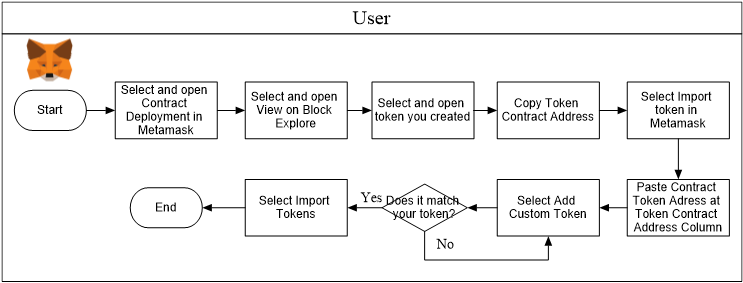 User
Start
Select and open
Contract
Deployment in
Metamask
Select and open
View on Block
Explore
Select and open
token you created
Copy Token
Contract Address
Select Import
token in
Metamask
Paste Contract
Token Adress at
Token Contract
Address Column
Select Add
Custom Token
Does it match
your token?
Yes
No
Select Import
Tokens
End